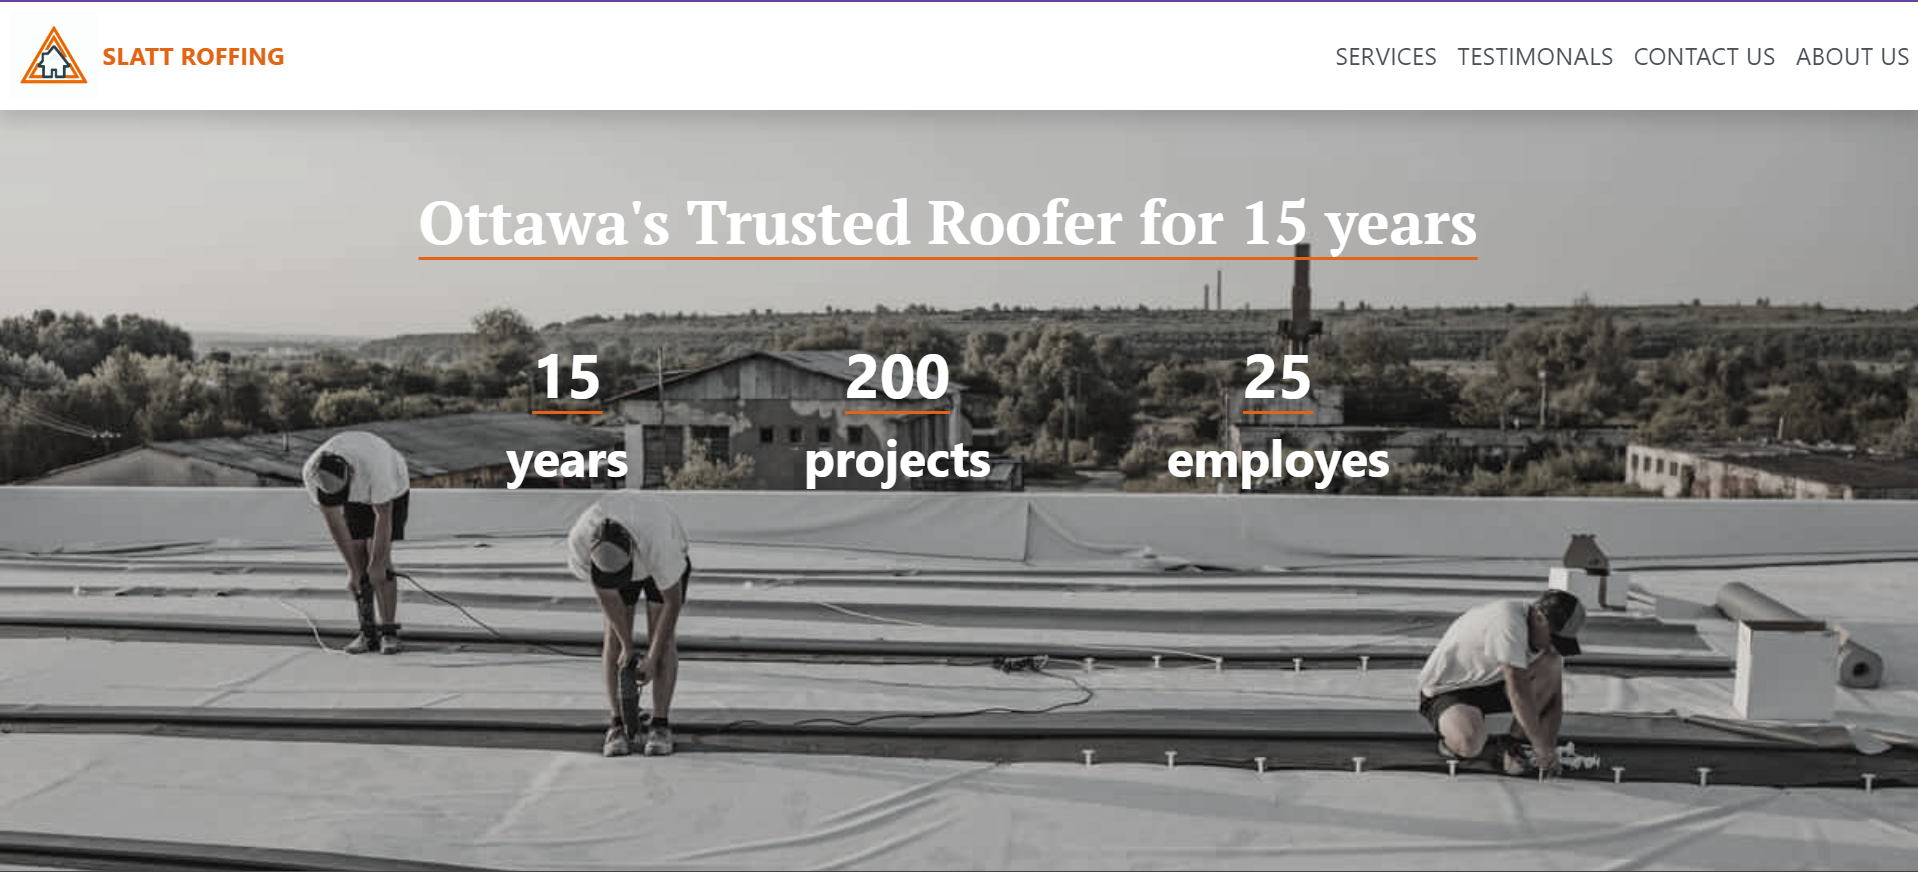 SLATT ROFFING
SERVICES TESTIMONALS CONTACT US ABOUT US
Ottawa's Trusted Roofer for 15 years
15 200 25
years projects employes